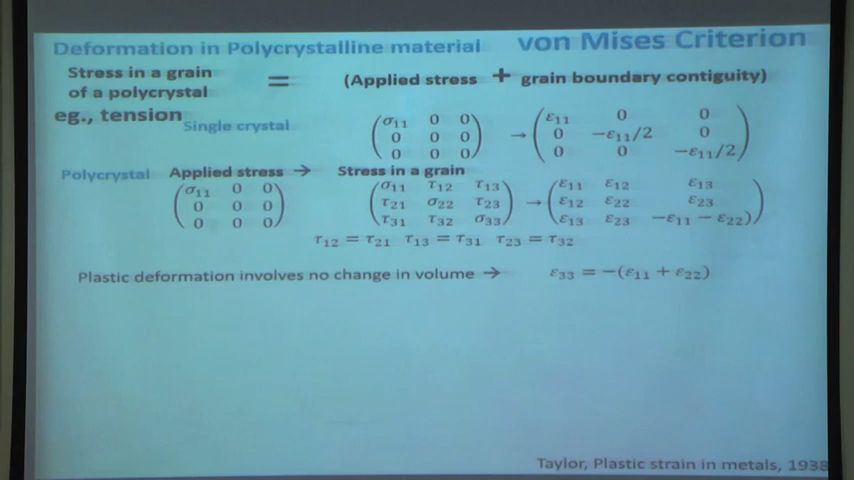 Deformation in Polycrystalline material von Mises Criterion
Stress in a grain of a polycrystal = (Applied stress + grain boundary contiguity)
eg., tension
Single crystal
σ11 0 0 → ε11 0 0
0 0 0 0 −ε11/2 0
0 0 0 0 0 −ε11/2
Polycrystal Applied stress → Stress in a grain
σ11 0 0 σ11 τ12 τ13 → ε11 ε12 ε13
0 0 0 τ21 σ22 τ23 ε12 ε22 ε23
0 0 0 τ31 τ32 σ33 ε13 ε23 −ε11 − ε22
τ12 = τ21 τ13 = τ31 τ23 = τ32
Plastic deformation involves no change in volume → ε33 = −(ε11 + ε22)
Taylor, Plastic strain in metals, 1938